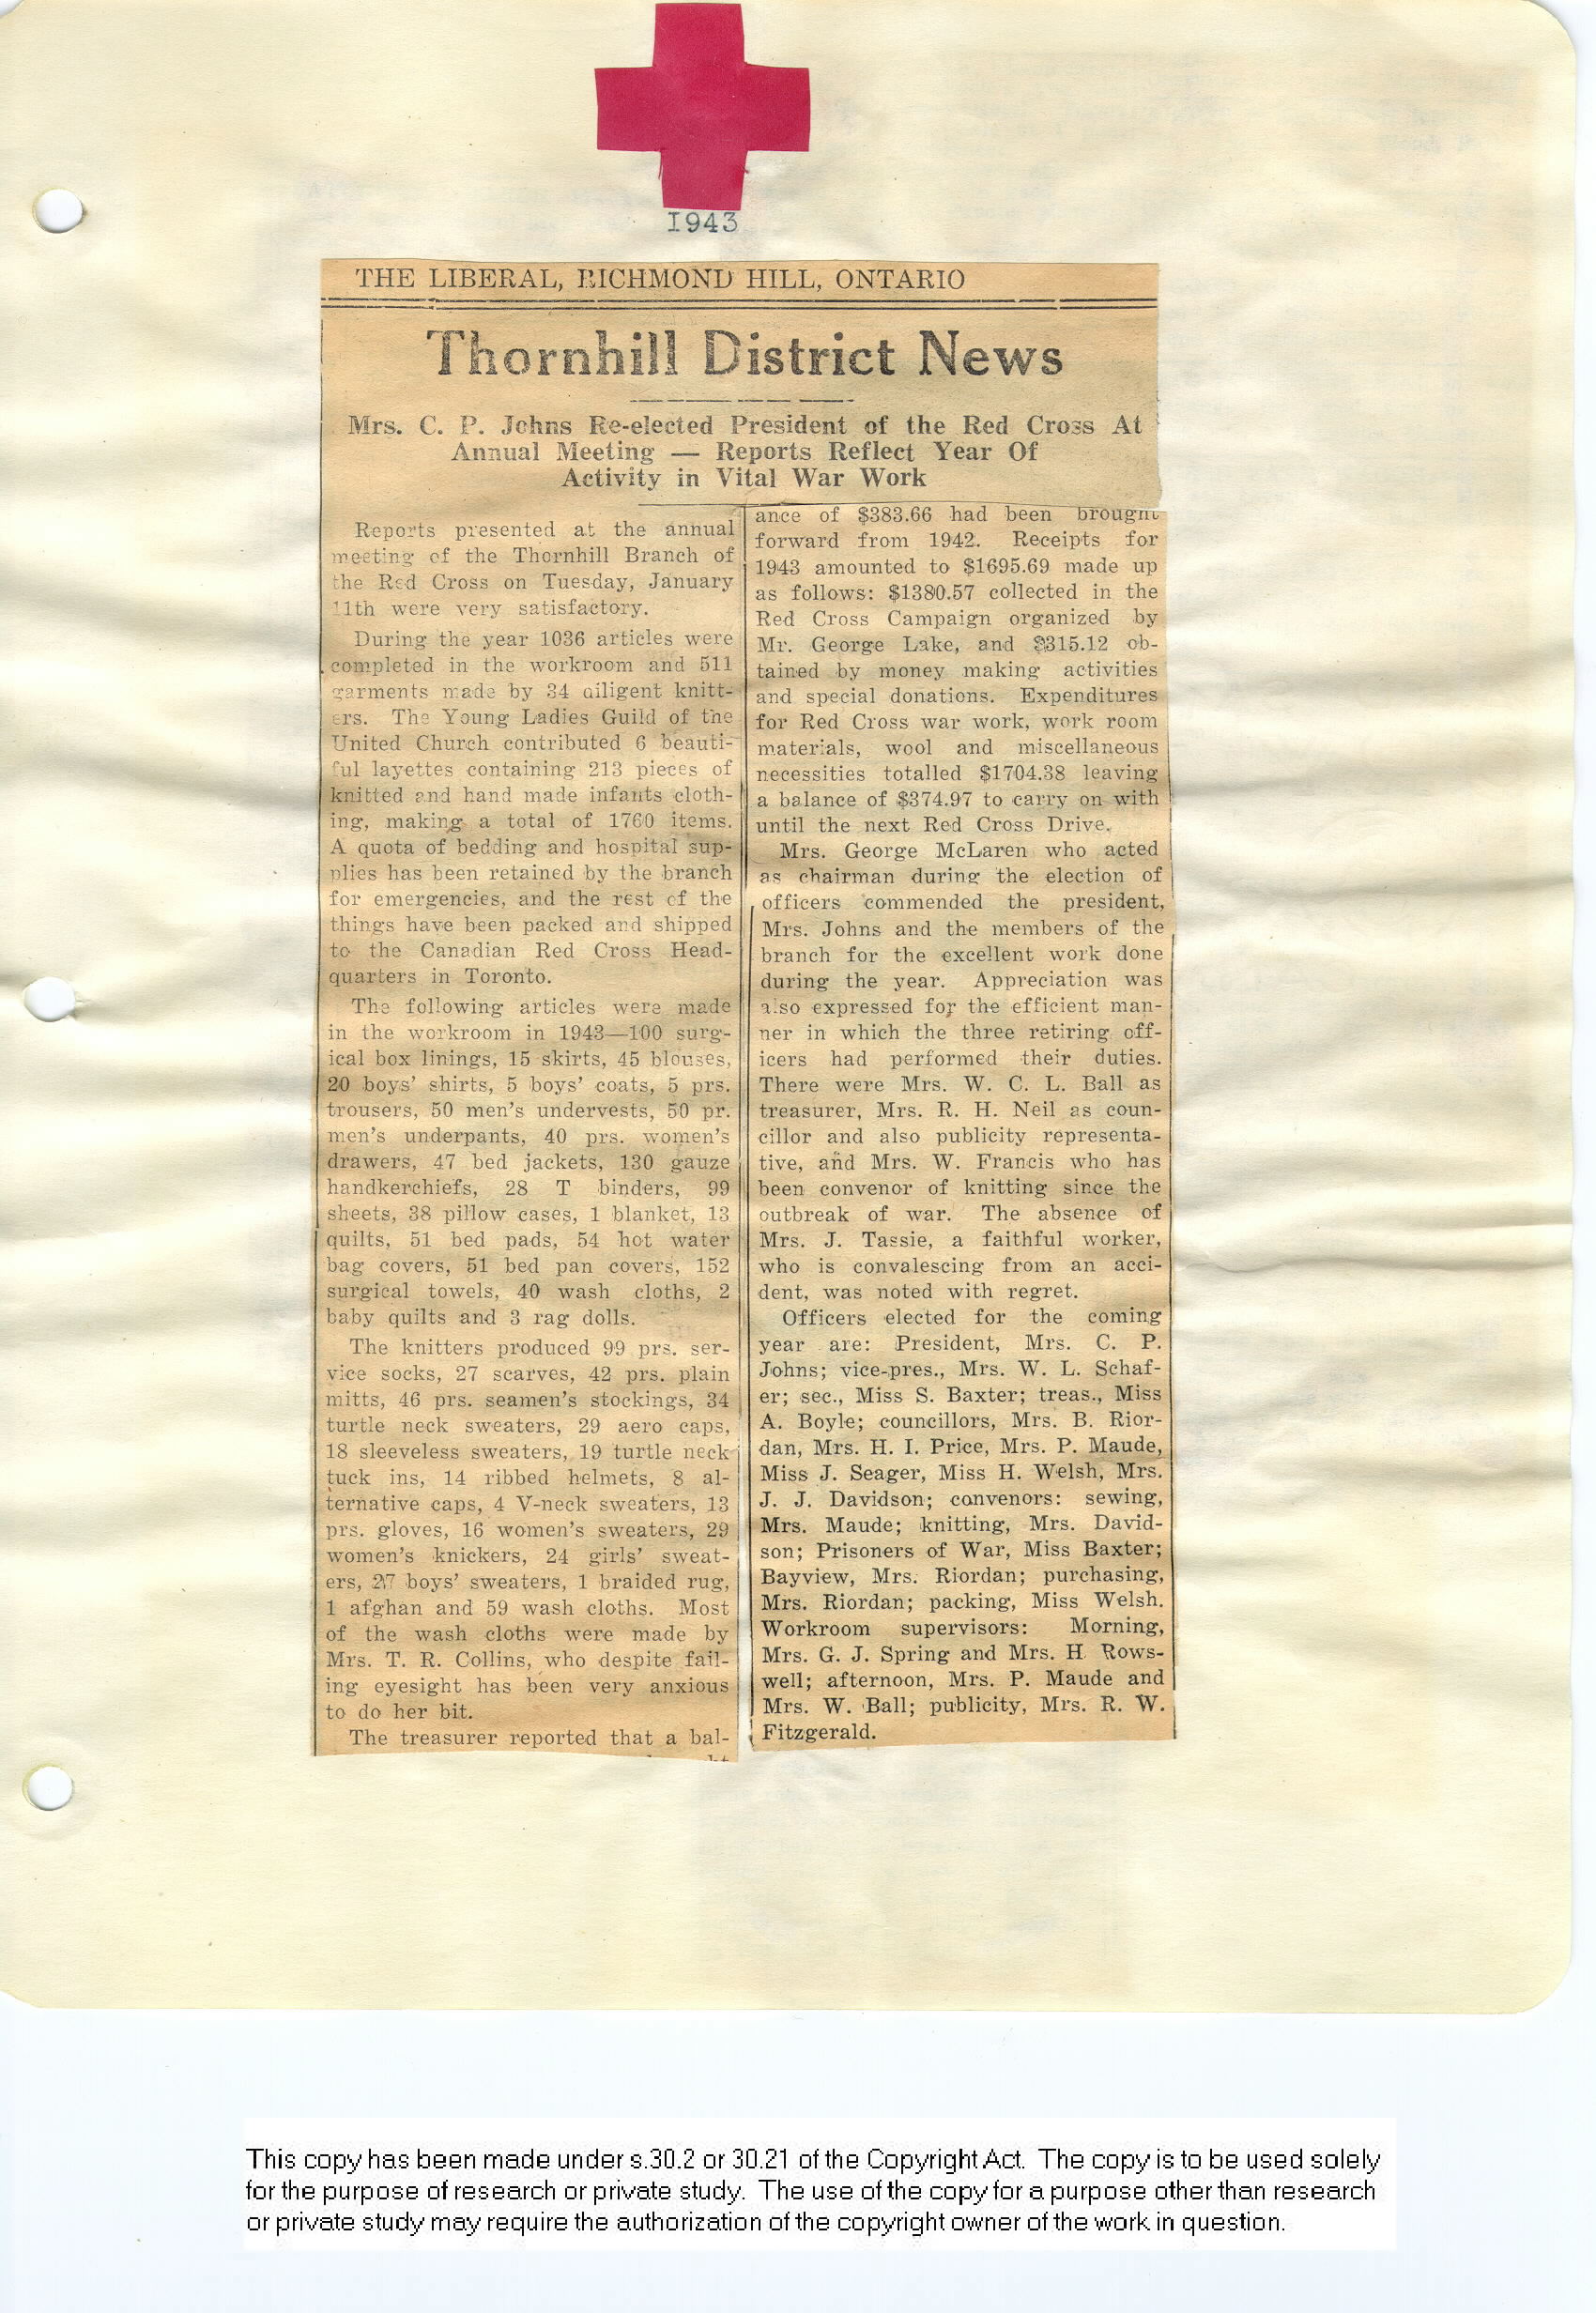 1943
THE LIBERAL, RICHMOND HILL, ONTARIO
Thornhill District News
Mrs. C. P. Johns Re-elected President of the Red Cross At
Annual Meeting — Reports Reflect Year Of
Activity in Vital War Work
Reports presented at the annual
meeting of the Thornhill Branch of
the Red Cross on Tuesday, January
11th were very satisfactory.
During the year 1036 articles were
completed in the workroom and 511
garments made by 34 diligent knitt-
ers. The Young Ladies Guild of the
United Church contributed 6 beauti-
ful layettes containing 213 pieces of
knitted and hand made infants cloth-
ing, making a total of 1760 items.
A quota of bedding and hospital sup-
plies has been retained by the branch
for emergencies, and the rest of the
things have been packed and shipped
to the Canadian Red Cross Head-
quarters in Toronto.
The following articles were made
in the workroom in 1943—100 surg-
ical box linings, 15 skirts, 45 blouses,
20 boys' shirts, 5 boys' coats, 5 prs.
trousers, 50 men's undervests, 50 pr.
men's underpants, 40 prs. women's
drawers, 47 bed jackets, 130 gauze
handkerchiefs, 28 T binders, 99
sheets, 38 pillow cases, 1 blanket, 13
quilts, 51 bed pads, 54 hot water
bag covers, 51 bed pan covers, 152
surgical towels, 40 wash cloths, 2
baby quilts and 3 rag dolls.
The knitters produced 99 prs. ser-
vice socks, 27 scarves, 42 prs. plain
mitts, 46 prs. seamen's stockings, 34
turtle neck sweaters, 29 aero caps,
18 sleeveless sweaters, 19 turtle neck
tuck ins, 14 ribbed helmets, 8 al-
ternative caps, 4 V-neck sweaters, 13
prs. gloves, 16 women's sweaters, 29
women's knickers, 24 girls' sweat-
ers, 27 boys' sweaters, 1 braided rug,
1 afghan and 59 wash cloths. Most
of the wash cloths were made by
Mrs. T. R. Collins, who despite fail-
ing eyesight has been very anxious
to do her bit.
The treasurer reported that a bal-
ance of $383.66 had been brought
forward from 1942. Receipts for
1943 amounted to $1695.69 made up
as follows: $1380.57 collected in the
Red Cross Campaign organized by
Mr. George Lake, and $315.12 ob-
tained by money making activities
and special donations. Expenditures
for Red Cross war work, work room
materials, wool and miscellaneous
necessities totalled $1704.38 leaving
a balance of $374.97 to carry on with
until the next Red Cross Drive.
Mrs. George McLaren who acted
as chairman during the election of
officers commended the president,
Mrs. Johns and the members of the
branch for the excellent work done
during the year. Appreciation was
also expressed for the efficient man-
ner in which the three retiring off-
icers had performed their duties.
There were Mrs. W. C. L. Ball as
treasurer, Mrs. R. H. Neil as coun-
cillor and also publicity representa-
tive, and Mrs. W. Francis who has
been convenor of knitting since the
outbreak of war. The absence of
Mrs. J. Tassie, a faithful worker,
who is convalescing from an acci-
dent, was noted with regret.
Officers elected for the coming
year are: President, Mrs. C. P.
Johns; vice-pres., Mrs. W. L. Schaf-
er; sec., Miss S. Baxter; treas., Miss
A. Boyle; councillors, Mrs. B. Rior-
dan, Mrs. H. I. Price, Mrs. P. Maude,
Miss J. Seager, Miss H. Welsh, Mrs.
J. J. Davidson; convenors: sewing,
Mrs. Maude; knitting, Mrs. David-
son; Prisoners of War, Miss Baxter;
Bayview, Mrs. Riordan; purchasing,
Mrs. Riordan; packing, Miss Welsh.
Workroom supervisors: Morning,
Mrs. G. J. Spring and Mrs. H. Rows-
well; afternoon, Mrs. P. Maude and
Mrs. W. Ball; publicity, Mrs. R. W.
Fitzgerald.
This copy has been made under s.30.2 or 30.21 of the Copyright Act. The copy is to be used solely
for the purpose of research or private study. The use of the copy for a purpose other than research
or private study may require the authorization of the copyright owner of the work in question.